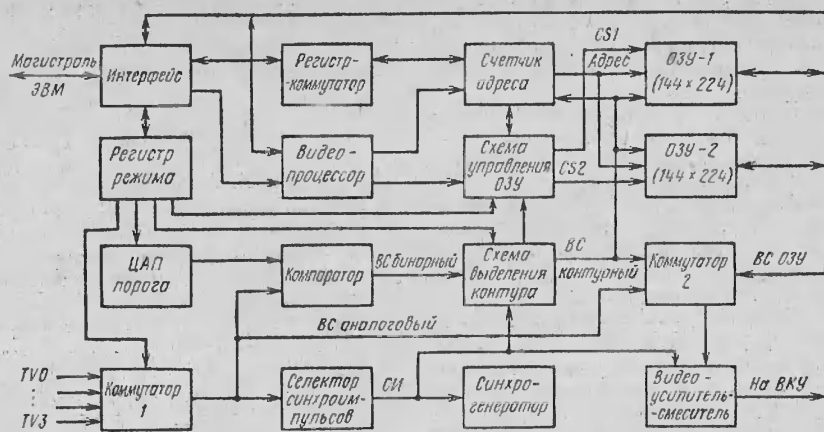 CS1
Магистраль
ЭВМ
Интерфейс
Регистр-
коммутатор
Счетчик
адреса
Адрес
ОЗУ-1
(144×224)
Регистр
режима
Видео-
процессор
Схема
управления
ОЗУ
CS2
ОЗУ-2
(144×224)
ЦАП
порога
Компаратор
ВС бинарный
Схема
выделения
контура
ВС
контурный
Коммутатор
2
ВС ОЗУ
ВС аналоговый
TV0
⋮
TV3
Коммутатор
1
Селектор
синхроим-
пульсов
СИ
Синхро-
генератор
Видео-
усилитель-
-смеситель
На ВКУ